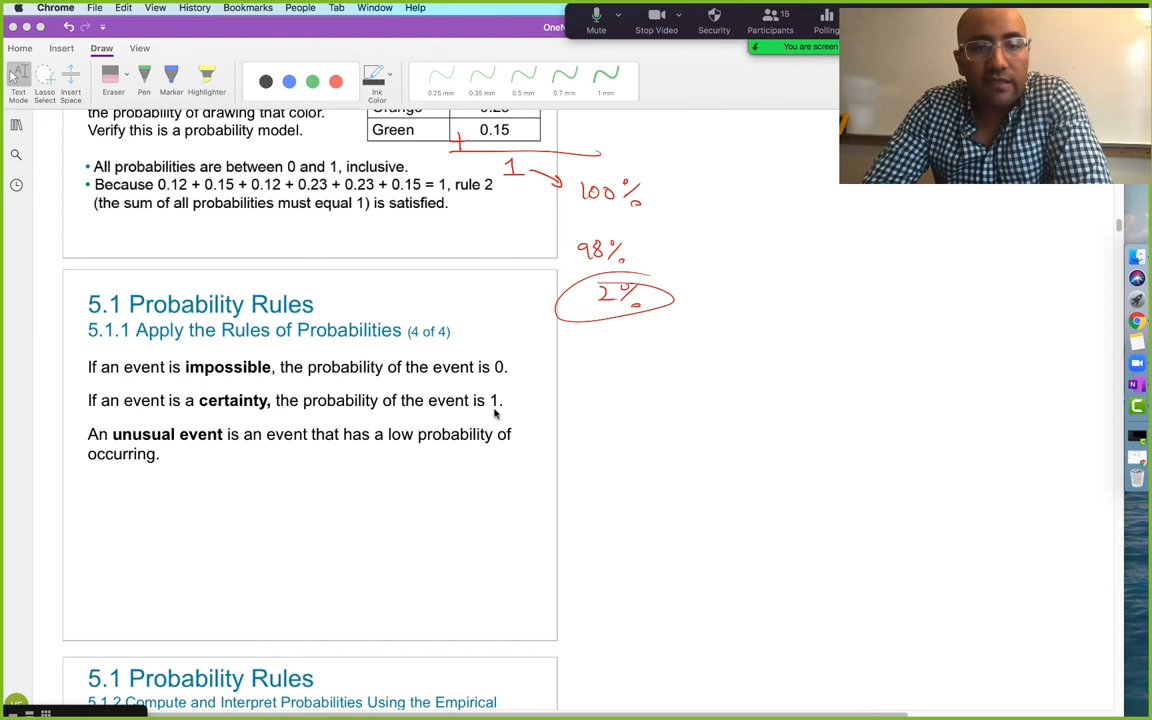 Chrome File Edit View History Bookmarks People Tab Window Help
OneN
Mute Stop Video Security Participants 15 Polling
You are screen
Home Insert Draw View
Text Mode Lasso Select Insert Space Eraser Pen Marker Highlighter Ink Color 0.25 mm 0.35 mm 0.5 mm 0.7 mm 1 mm
the probability of drawing that color.
Verify this is a probability model.
Green 0.15
+
1
100%
98%
2%
• All probabilities are between 0 and 1, inclusive.
• Because 0.12 + 0.15 + 0.12 + 0.23 + 0.23 + 0.15 = 1, rule 2
(the sum of all probabilities must equal 1) is satisfied.
5.1 Probability Rules
5.1.1 Apply the Rules of Probabilities (4 of 4)
If an event is impossible, the probability of the event is 0.
If an event is a certainty, the probability of the event is 1.
An unusual event is an event that has a low probability of
occurring.
5.1 Probability Rules
5.1.2 Compute and Interpret Probabilities Using the Empirical